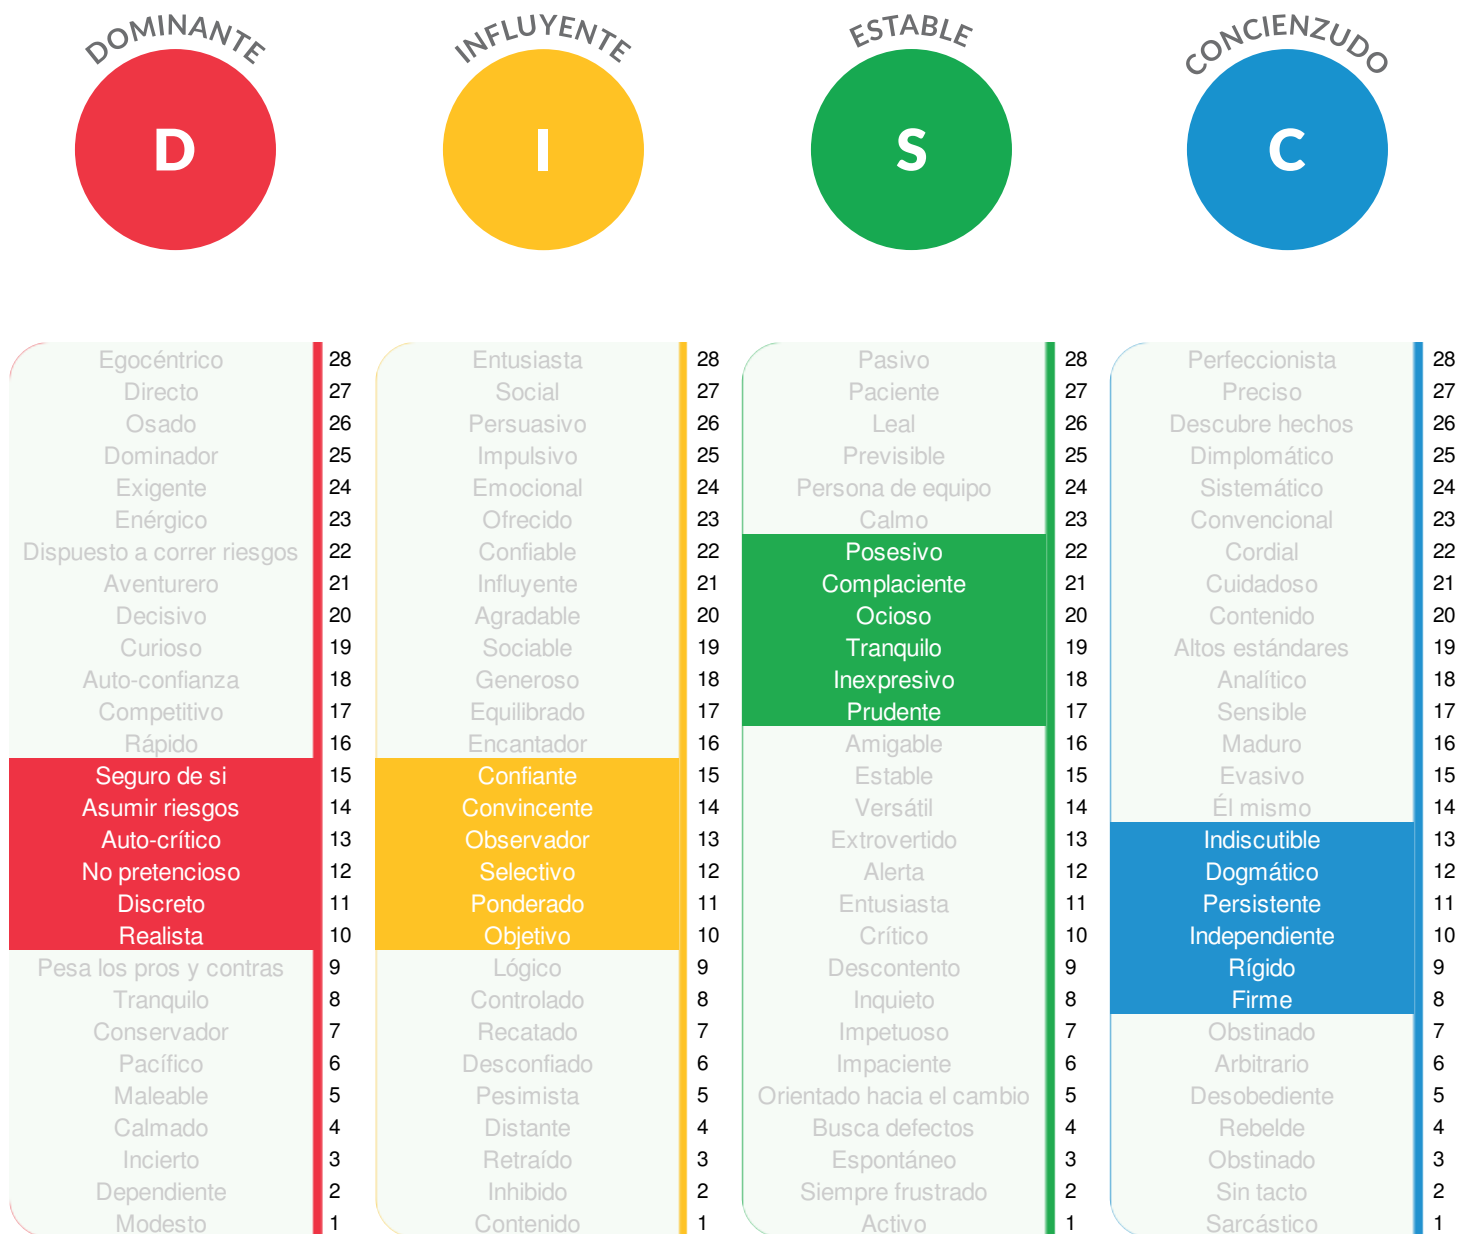 DOMINANTE INFLUYENTE ESTABLE CONCIENZUDO
D I S C
Egocéntrico 28 Entusiasta 28 Pasivo 28 Perfeccionista 28
Directo 27 Social 27 Paciente 27 Preciso 27
Osado 26 Persuasivo 26 Leal 26 Descubre hechos 26
Dominador 25 Impulsivo 25 Previsible 25 Dimplomático 25
Exigente 24 Emocional 24 Persona de equipo 24 Sistemático 24
Enérgico 23 Ofrecido 23 Calmo 23 Convencional 23
Dispuesto a correr riesgos 22 Confiable 22 Posesivo 22 Cordial 22
Aventurero 21 Influyente 21 Complaciente 21 Cuidadoso 21
Decisivo 20 Agradable 20 Ocioso 20 Contenido 20
Curioso 19 Sociable 19 Tranquilo 19 Altos estándares 19
Auto-confianza 18 Generoso 18 Inexpresivo 18 Analítico 18
Competitivo 17 Equilibrado 17 Prudente 17 Sensible 17
Rápido 16 Encantador 16 Amigable 16 Maduro 16
Seguro de si 15 Confiante 15 Estable 15 Evasivo 15
Asumir riesgos 14 Convincente 14 Versátil 14 Él mismo 14
Auto-crítico 13 Observador 13 Extrovertido 13 Indiscutible 13
No pretencioso 12 Selectivo 12 Alerta 12 Dogmático 12
Discreto 11 Ponderado 11 Entusiasta 11 Persistente 11
Realista 10 Objetivo 10 Crítico 10 Independiente 10
Pesa los pros y contras 9 Lógico 9 Descontento 9 Rígido 9
Tranquilo 8 Controlado 8 Inquieto 8 Firme 8
Conservador 7 Recatado 7 Impetuoso 7 Obstinado 7
Pacífico 6 Desconfiado 6 Impaciente 6 Arbitrario 6
Maleable 5 Pesimista 5 Orientado hacia el cambio 5 Desobediente 5
Calmado 4 Distante 4 Busca defectos 4 Rebelde 4
Incierto 3 Retraído 3 Espontáneo 3 Obstinado 3
Dependiente 2 Inhibido 2 Siempre frustrado 2 Sin tacto 2
Modesto 1 Contenido 1 Activo 1 Sarcástico 1